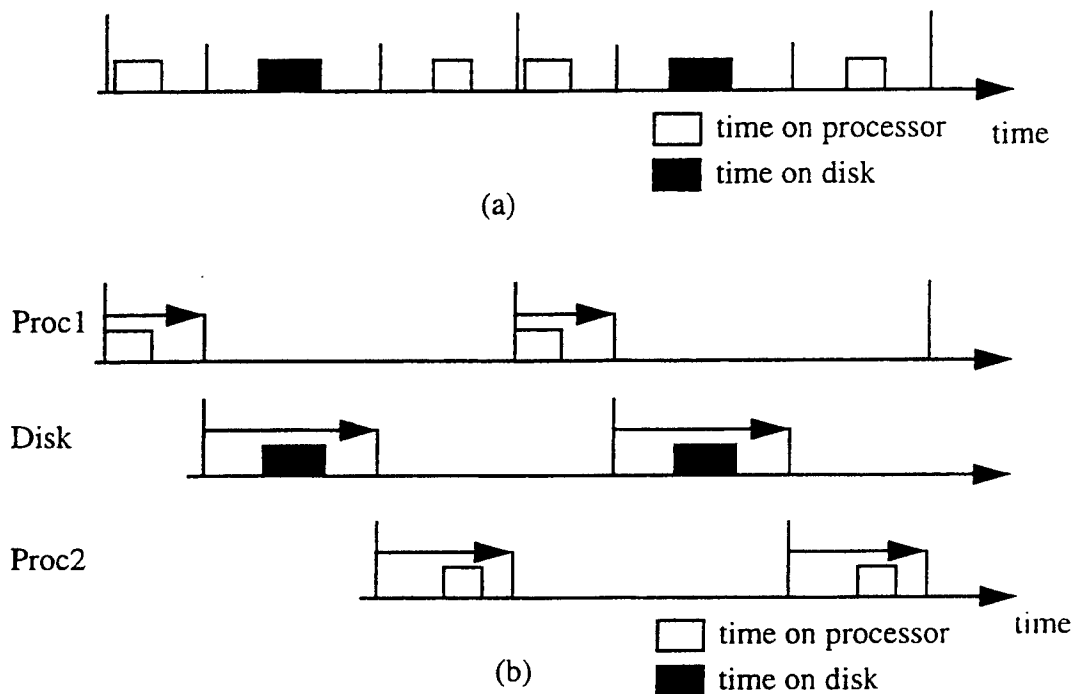 time on processor
time
time on disk
(a)
Proc1
Disk
Proc2
time on processor
time
(b)
time on disk